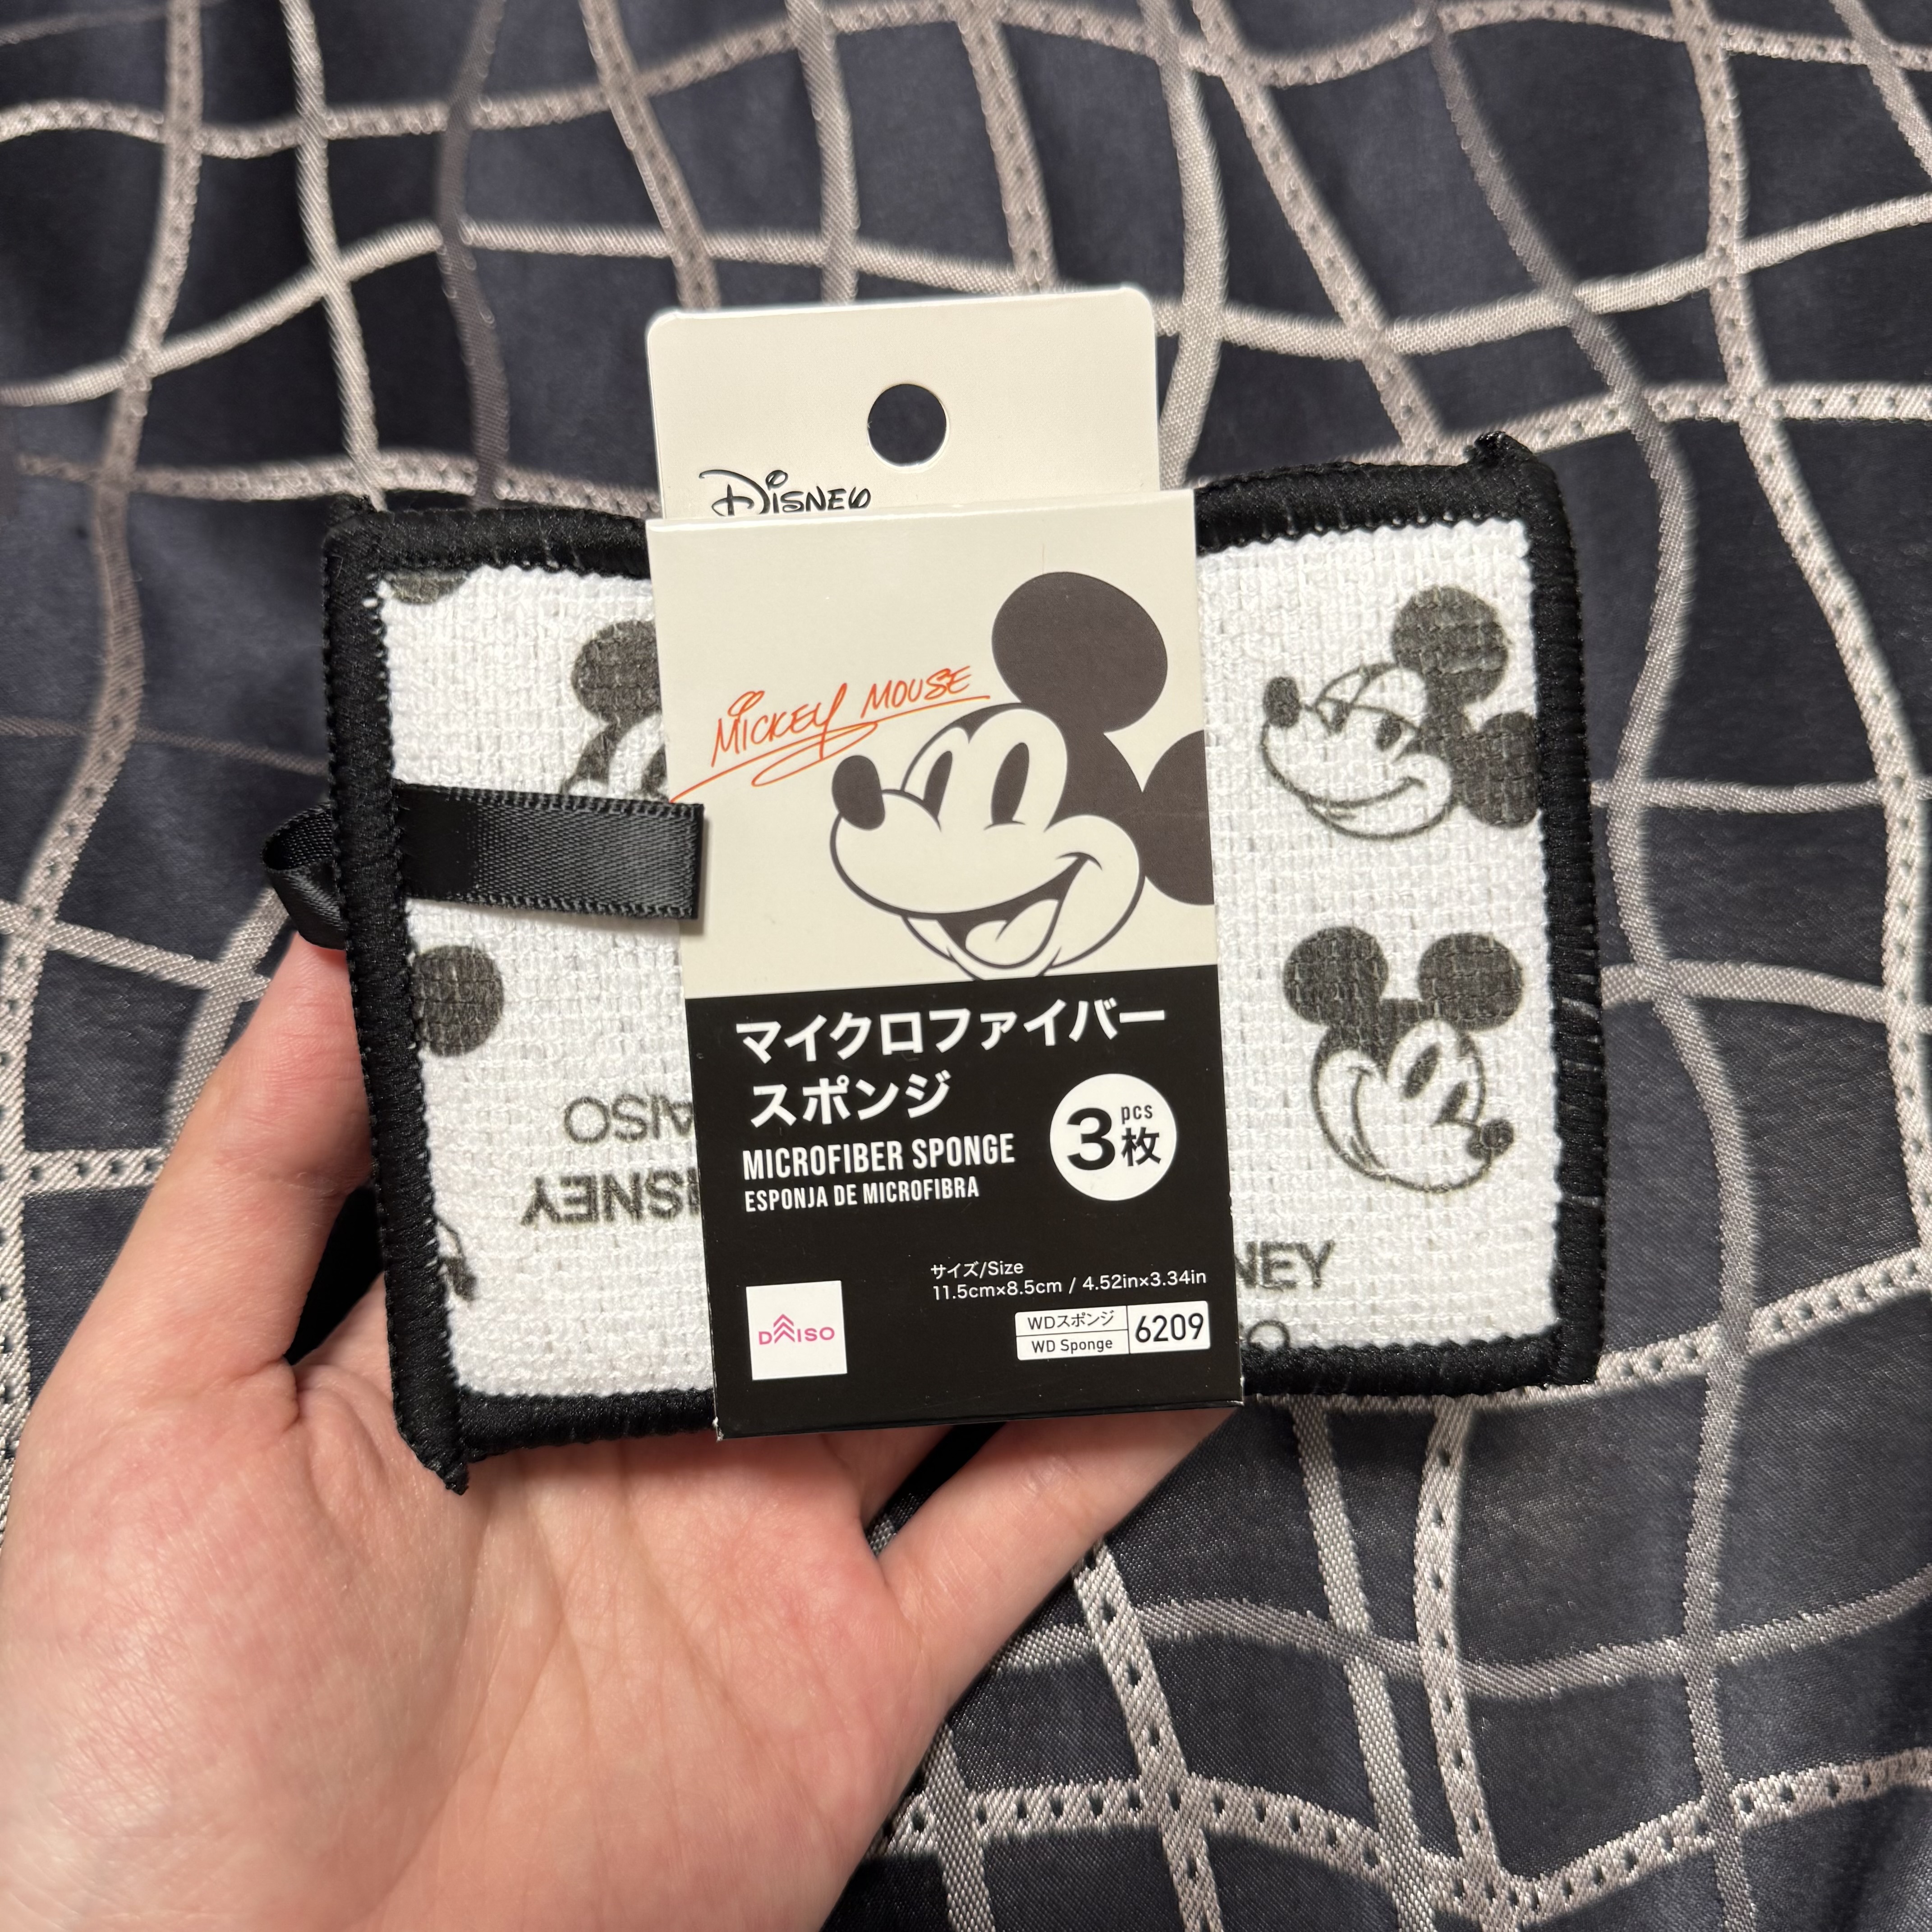 Disney
MICKEY MOUSE
マイクロファイバー
スポンジ
MICROFIBER SPONGE
ESPONJA DE MICROFIBRA
3 pcs
枚
サイズ/Size
11.5cm×8.5cm / 4.52in×3.34in
WDスポンジ
WD Sponge
6209
DAISO